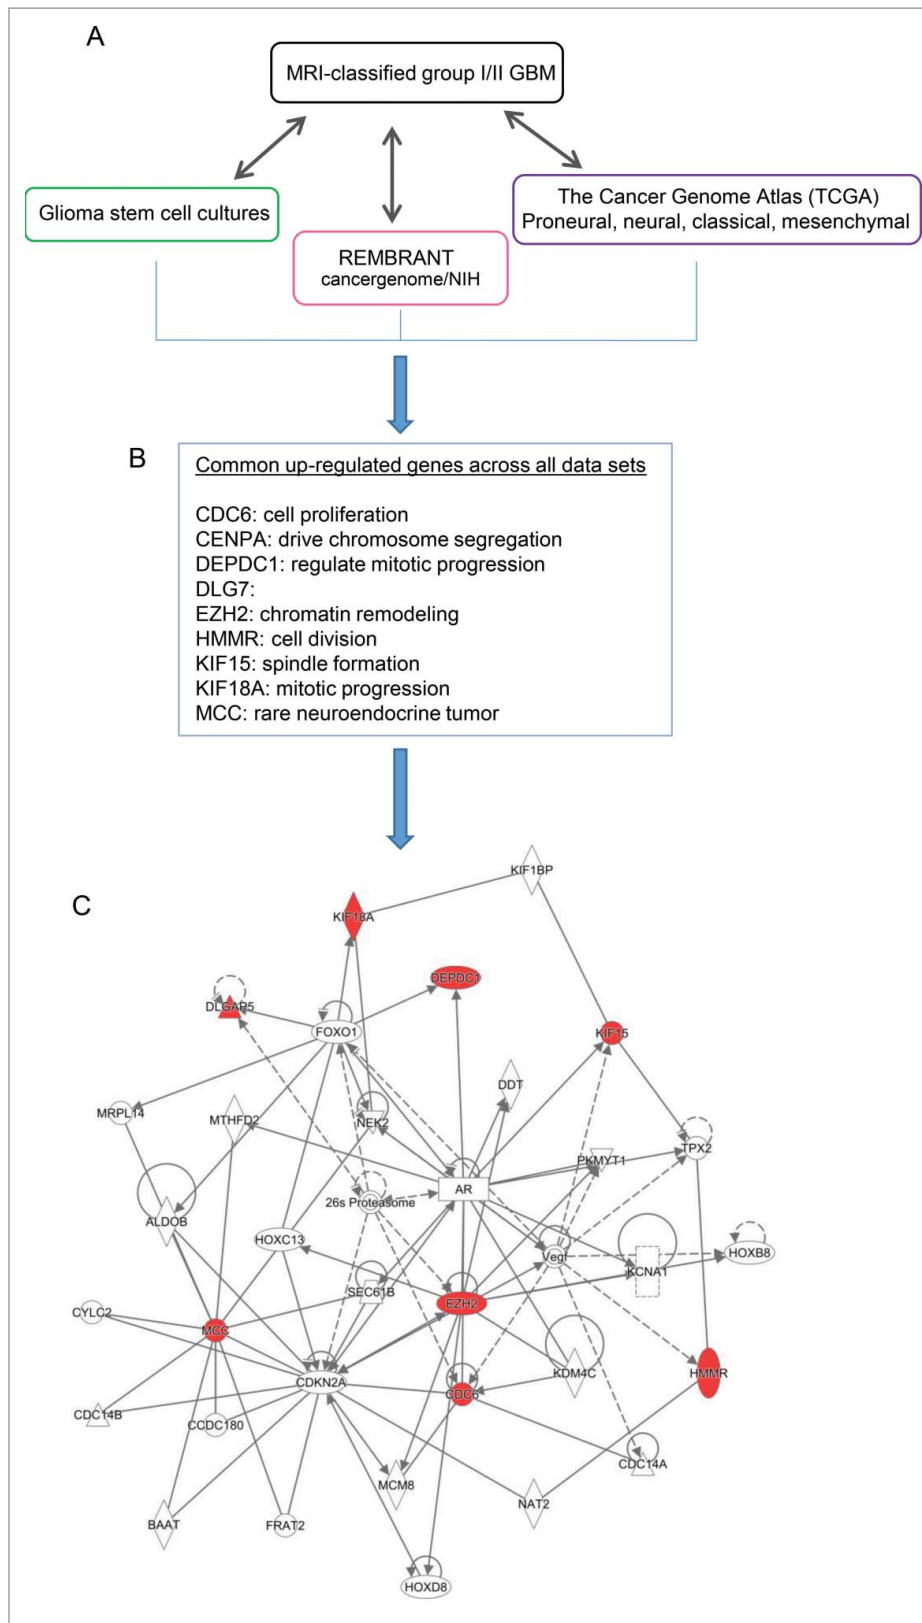 A
MRI-classified group I/II GBM
Glioma stem cell cultures
The Cancer Genome Atlas (TCGA)
Proneural, neural, classical, mesenchymal
REMBRANT
cancergenome/NIH
B
Common up-regulated genes across all data sets
CDC6: cell proliferation
CENPA: drive chromosome segregation
DEPDC1: regulate mitotic progression
DLG7:
EZH2: chromatin remodeling
HMMR: cell division
KIF15: spindle formation
KIF18A: mitotic progression
MCC: rare neuroendocrine tumor
C
KIF1BP
KIF18A
DEPDC1
DLGAP5
FOXO1
KIF15
DDT
MRPL14
MTHFD2
NEK2
TPX2
PKMYT1
AR
26s Proteasome
ALDOB
HOXC13
Vegf
HOXB8
KCNA1
SEC61B
EZH2
CYLC2
MCC
KDM4C
HMMR
CDKN2A
CDC6
CDC14B
CCDC180
CDC14A
MCM8
NAT2
BAAT
FRAT2
HOXD8